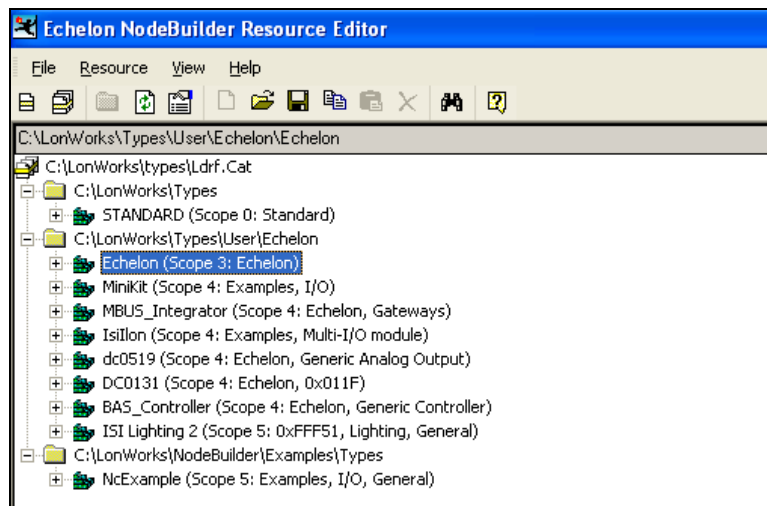 Echelon NodeBuilder Resource Editor
File Resource View Help
C:\LonWorks\Types\User\Echelon\Echelon
C:\LonWorks\types\Ldrf.Cat
C:\LonWorks\Types
STANDARD (Scope 0: Standard)
C:\LonWorks\Types\User\Echelon
Echelon (Scope 3: Echelon)
MiniKit (Scope 4: Examples, I/O)
MBUS_Integrator (Scope 4: Echelon, Gateways)
IsiIlon (Scope 4: Examples, Multi-I/O module)
dc0519 (Scope 4: Echelon, Generic Analog Output)
DC0131 (Scope 4: Echelon, 0x011F)
BAS_Controller (Scope 4: Echelon, Generic Controller)
ISI Lighting 2 (Scope 5: 0xFFF51, Lighting, General)
C:\LonWorks\NodeBuilder\Examples\Types
NcExample (Scope 5: Examples, I/O, General)